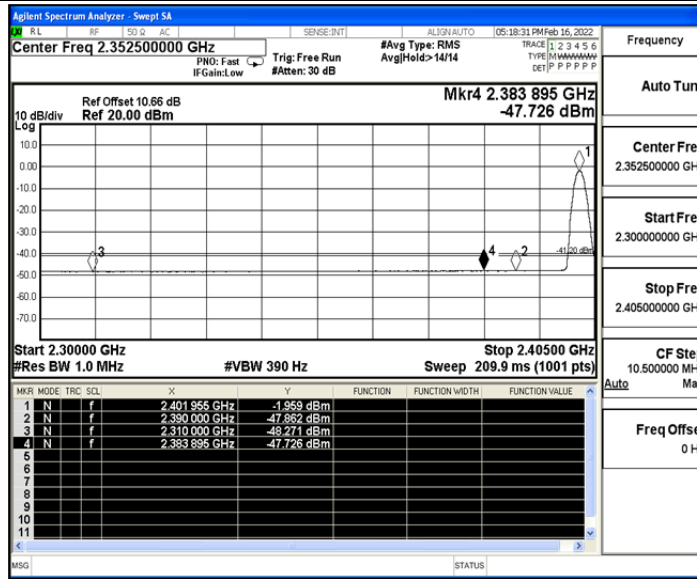 Agilent Spectrum Analyzer - Swept SA
RL RF 50 Ω AC SENSE:INT ALIGNAUTO 05:18:31 PM Feb 16, 2022
Center Freq 2.352500000 GHz #Avg Type: RMS TRACE 1 2 3 4 5 6
PNO: Fast Trig: Free Run Avg|Hold:>14/14 TYPE MWWWWW
IFGain:Low #Atten: 30 dB DET P P P P P P
Mkr4 2.383 895 GHz
-47.726 dBm
Ref Offset 10.66 dB
10 dB/div Ref 20.00 dBm
Log
10.0
0.00
-10.0
-20.0
-30.0
-40.0
-50.0
-60.0
-70.0
1
3
4
2
-41.20 dBm
Start 2.30000 GHz Stop 2.40500 GHz
#Res BW 1.0 MHz #VBW 390 Hz Sweep 209.9 ms (1001 pts)
MKR MODE TRC SCL X Y FUNCTION FUNCTION WIDTH FUNCTION VALUE
1 N f 2.401 955 GHz -1.959 dBm
2 N f 2.390 000 GHz -47.862 dBm
3 N f 2.310 000 GHz -48.271 dBm
4 N f 2.383 895 GHz -47.726 dBm
5
6
7
8
9
10
11
MSG STATUS
Frequency
Auto Tun
Center Fre
2.352500000 GH
Start Fre
2.300000000 GH
Stop Fre
2.405000000 GH
CF Ste
10.500000 MH
Auto Ma
Freq Offse
0 H